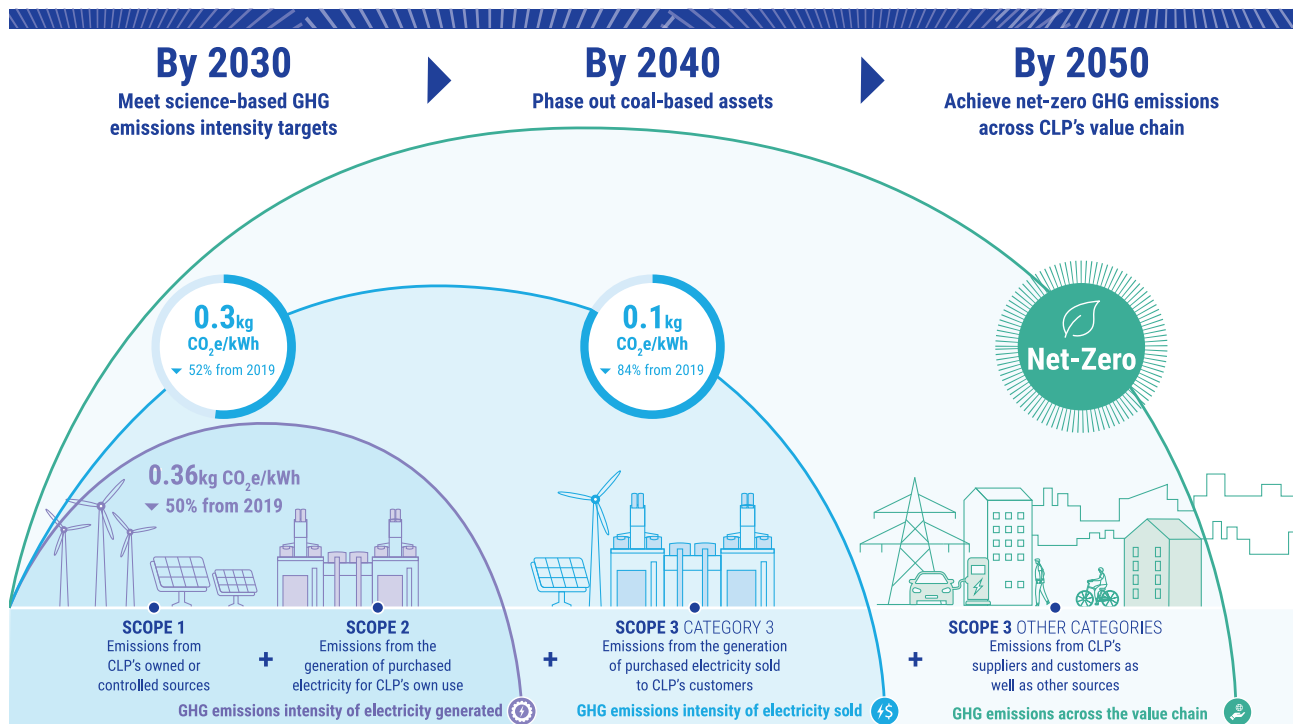 By 2030
Meet science-based GHG
emissions intensity targets
By 2040
Phase out coal-based assets
By 2050
Achieve net-zero GHG emissions
across CLP's value chain
0.3kg
CO₂e/kWh
52% from 2019
0.1kg
CO₂e/kWh
84% from 2019
Net-Zero
0.36kg CO₂e/kWh
50% from 2019
SCOPE 1
Emissions from
CLP's owned or
controlled sources
+
SCOPE 2
Emissions from the
generation of purchased
electricity for CLP's own use
GHG emissions intensity of electricity generated
+
SCOPE 3 CATEGORY 3
Emissions from the generation
of purchased electricity sold
to CLP's customers
GHG emissions intensity of electricity sold
$
+
SCOPE 3 OTHER CATEGORIES
Emissions from CLP's
suppliers and customers as
well as other sources
GHG emissions across the value chain